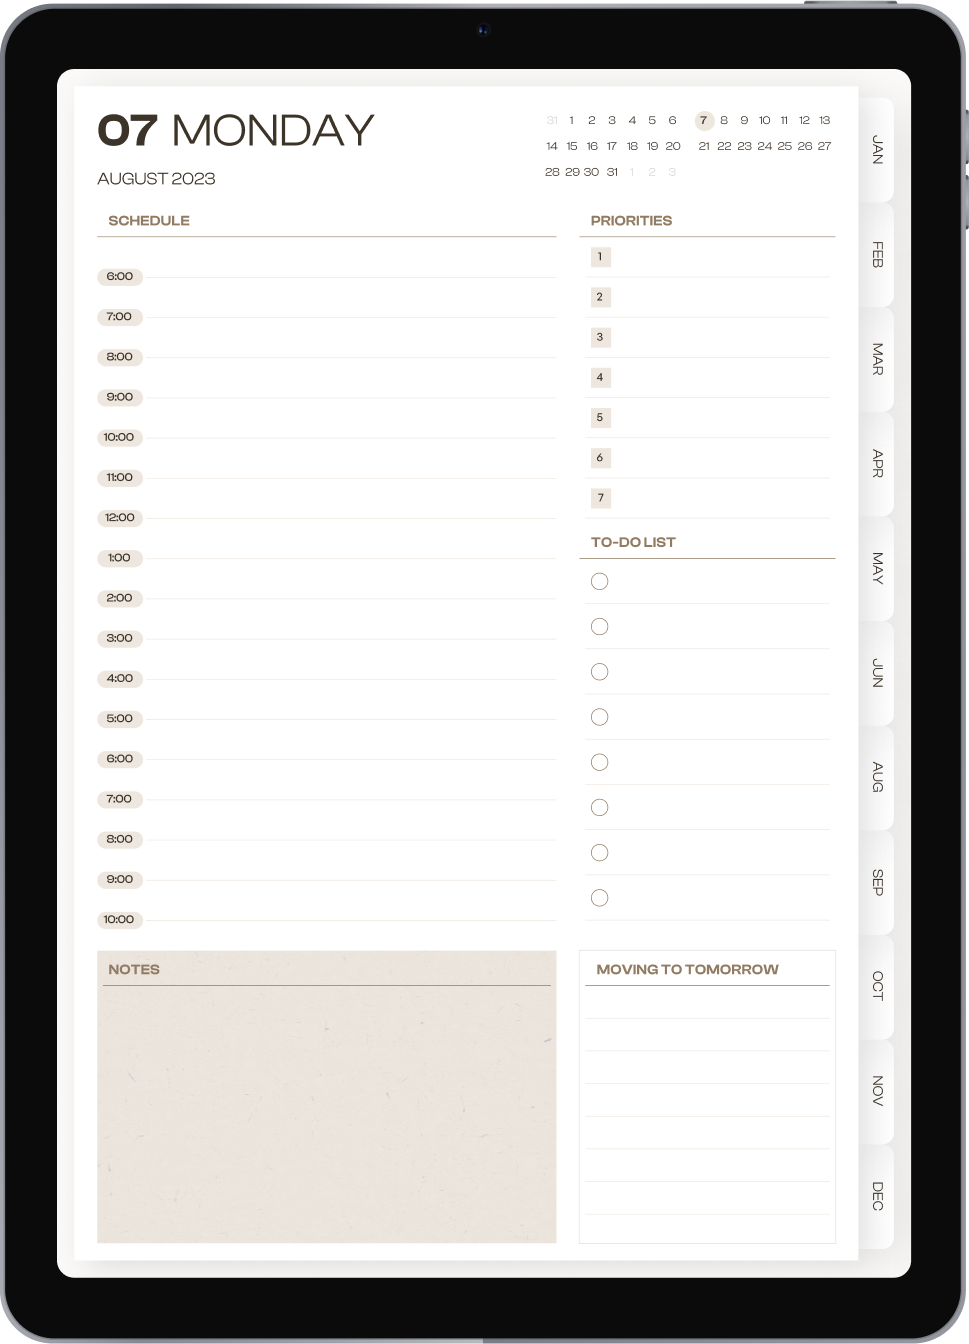 07 MONDAY
AUGUST 2023
31 1 2 3 4 5 6 7 8 9 10 11 12 13
14 15 16 17 18 19 20 21 22 23 24 25 26 27
28 29 30 31 1 2 3
SCHEDULE
6:00
7:00
8:00
9:00
10:00
11:00
12:00
1:00
2:00
3:00
4:00
5:00
6:00
7:00
8:00
9:00
10:00
PRIORITIES
1
2
3
4
5
6
7
TO-DO LIST
NOTES
MOVING TO TOMORROW
JAN
FEB
MAR
APR
MAY
JUN
AUG
SEP
OCT
NOV
DEC